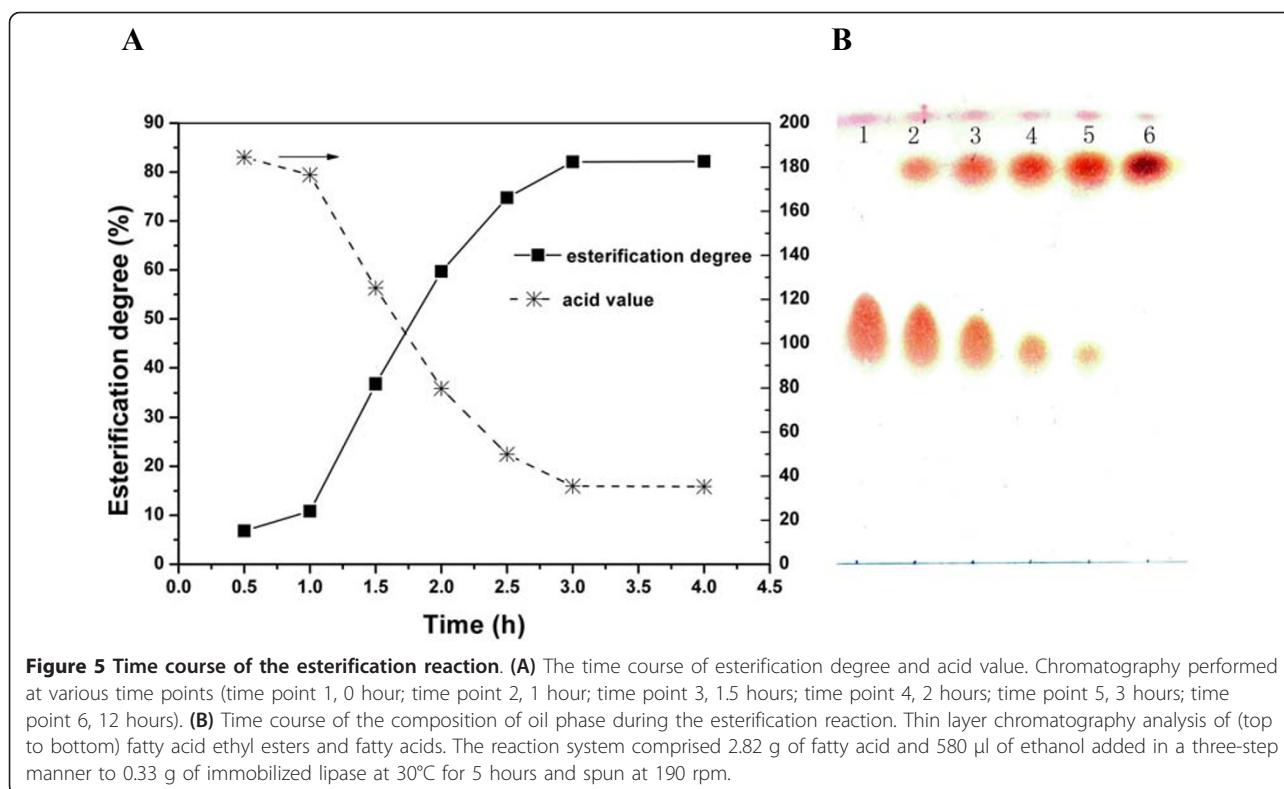 A
B
90
80
70
60
50
40
30
20
10
0
Esterification degree (%)
200
180
160
140
120
100
80
60
40
20
0
esterification degree
acid value
0.0 0.5 1.0 1.5 2.0 2.5 3.0 3.5 4.0 4.5
Time (h)
1 2 3 4 5 6
Figure 5 Time course of the esterification reaction. (A) The time course of esterification degree and acid value. Chromatography performed
at various time points (time point 1, 0 hour; time point 2, 1 hour; time point 3, 1.5 hours; time point 4, 2 hours; time point 5, 3 hours; time
point 6, 12 hours). (B) Time course of the composition of oil phase during the esterification reaction. Thin layer chromatography analysis of (top
to bottom) fatty acid ethyl esters and fatty acids. The reaction system comprised 2.82 g of fatty acid and 580 μl of ethanol added in a three-step
manner to 0.33 g of immobilized lipase at 30°C for 5 hours and spun at 190 rpm.